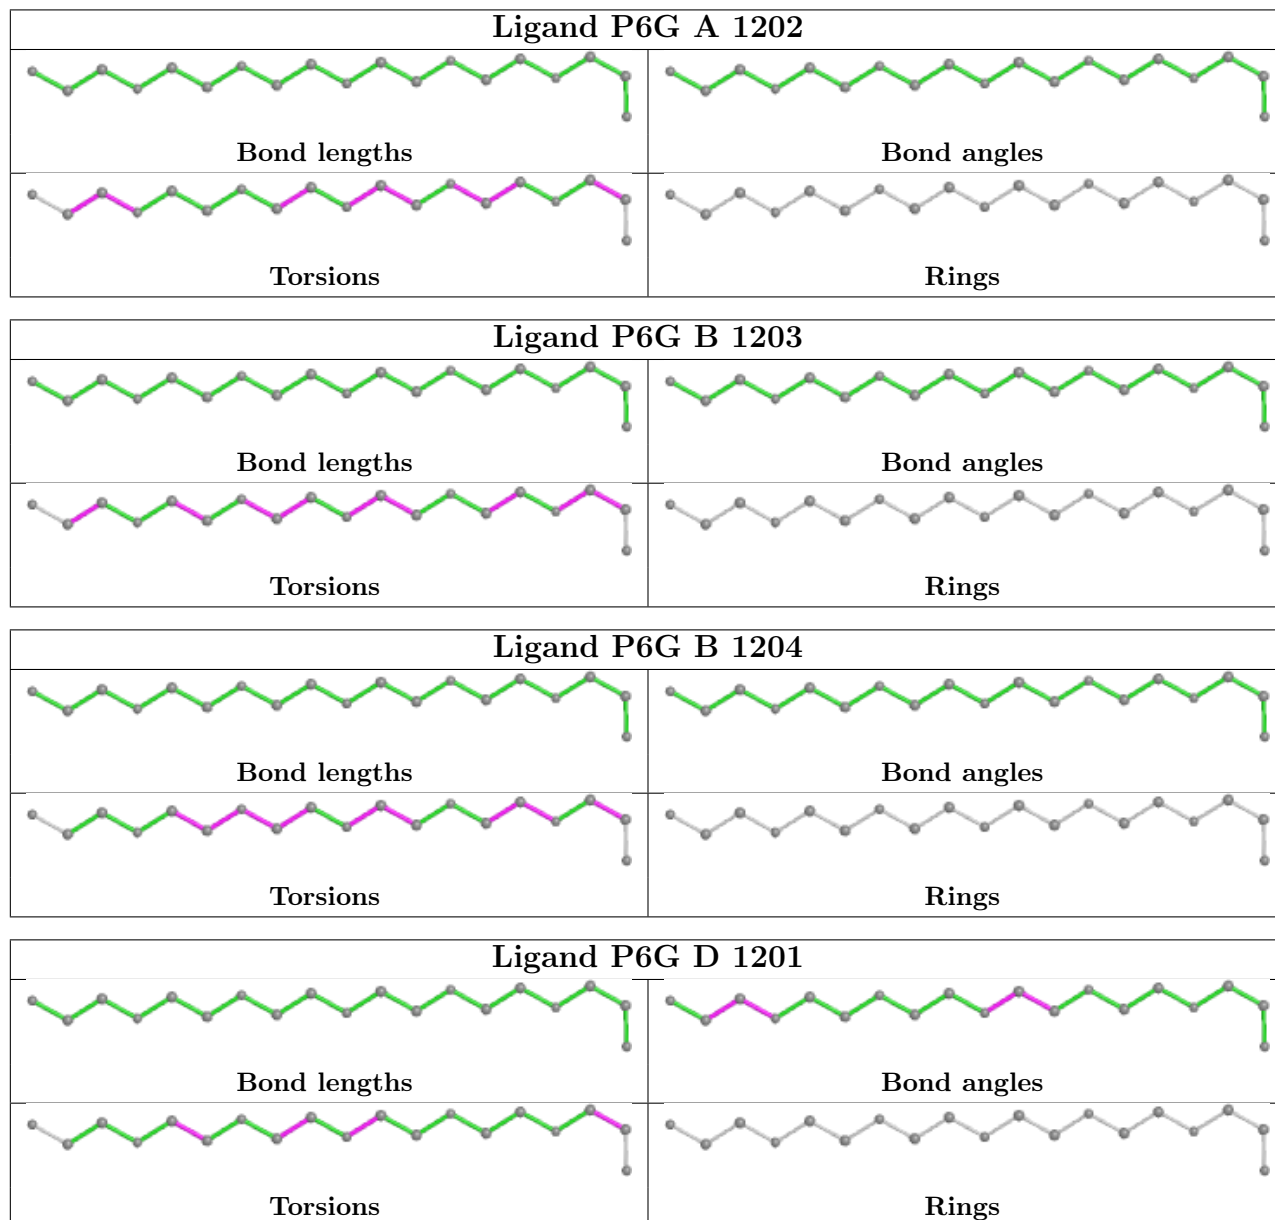 Ligand P6G A 1202
Bond lengths Bond angles
Torsions Rings
Ligand P6G B 1203
Bond lengths Bond angles
Torsions Rings
Ligand P6G B 1204
Bond lengths Bond angles
Torsions Rings
Ligand P6G D 1201
Bond lengths Bond angles
Torsions Rings